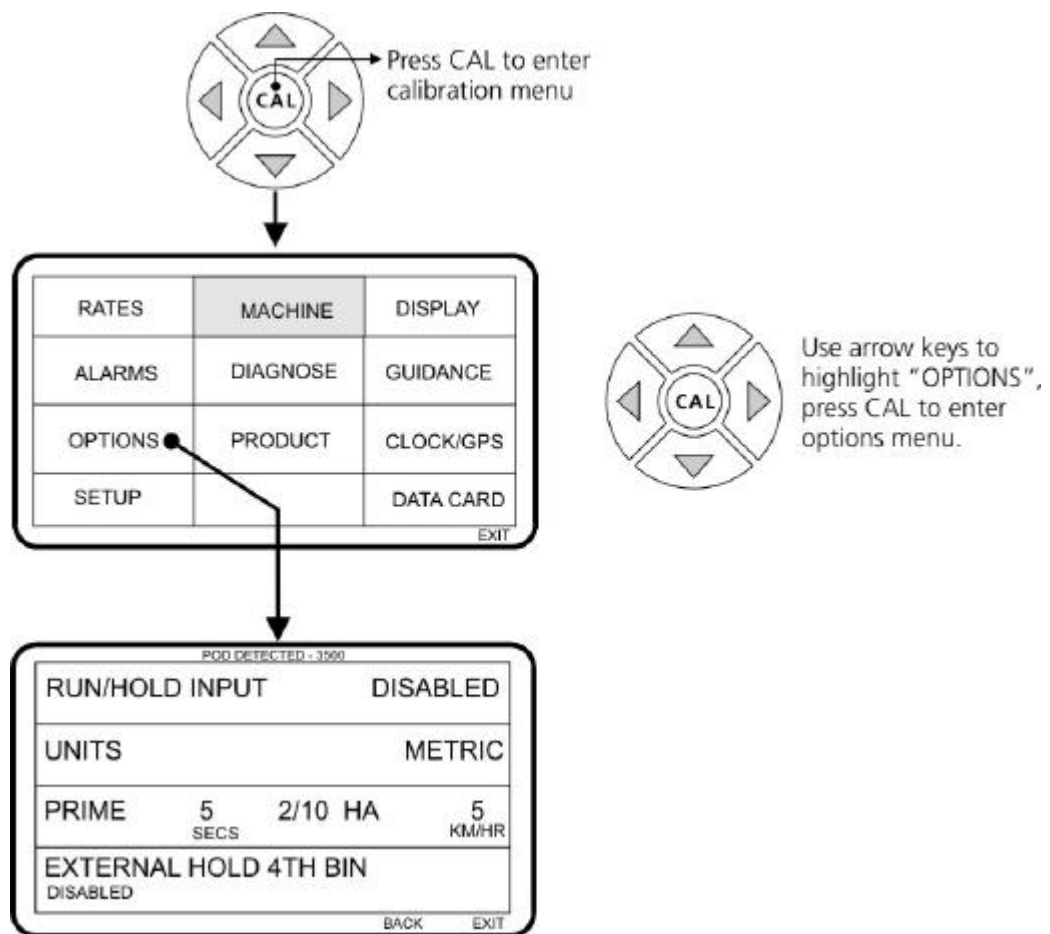 CAL
Press CAL to enter
calibration menu
RATES MACHINE DISPLAY
ALARMS DIAGNOSE GUIDANCE
OPTIONS PRODUCT CLOCK/GPS
SETUP DATA CARD
EXIT
CAL
Use arrow keys to
highlight “OPTIONS”,
press CAL to enter
options menu.
POD DETECTED - 3500
RUN/HOLD INPUT DISABLED
UNITS METRIC
PRIME 5 2/10 HA 5
SECS KM/HR
EXTERNAL HOLD 4TH BIN
DISABLED
BACK EXIT